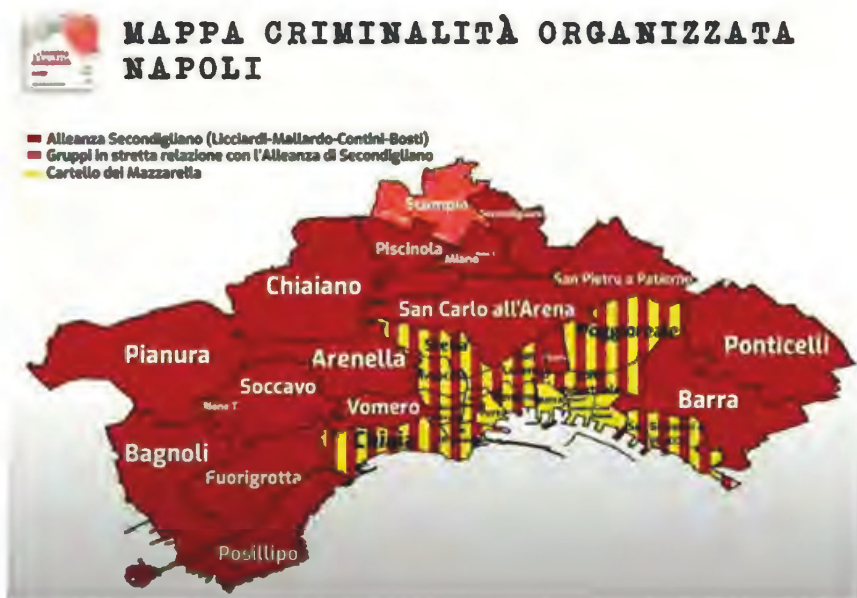 MAPPA CRIMINALITÀ ORGANIZZATA
NAPOLI
Alleanza Secondigliano (Licciardi-Mallardo-Contini-Bosti)
Gruppi in stretta relazione con l'Alleanza di Secondigliano
Cartello dei Mazzarella
Scampia
Piscinola
Miano
San Pietro a Patierno
Chiaiano
San Carlo all'Arena
Poggioreale
Pianura
Arenella
Stella
Ponticelli
Soccavo
Rione T
Vomero
Barra
Chiaia
Bagnoli
Fuorigrotta
Posillipo